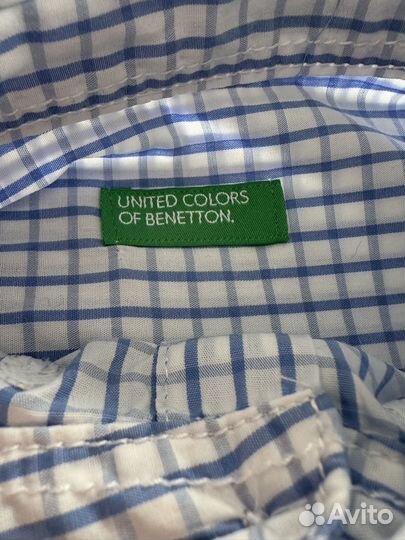 UNITED COLORS
OF BENETTON.
Avito